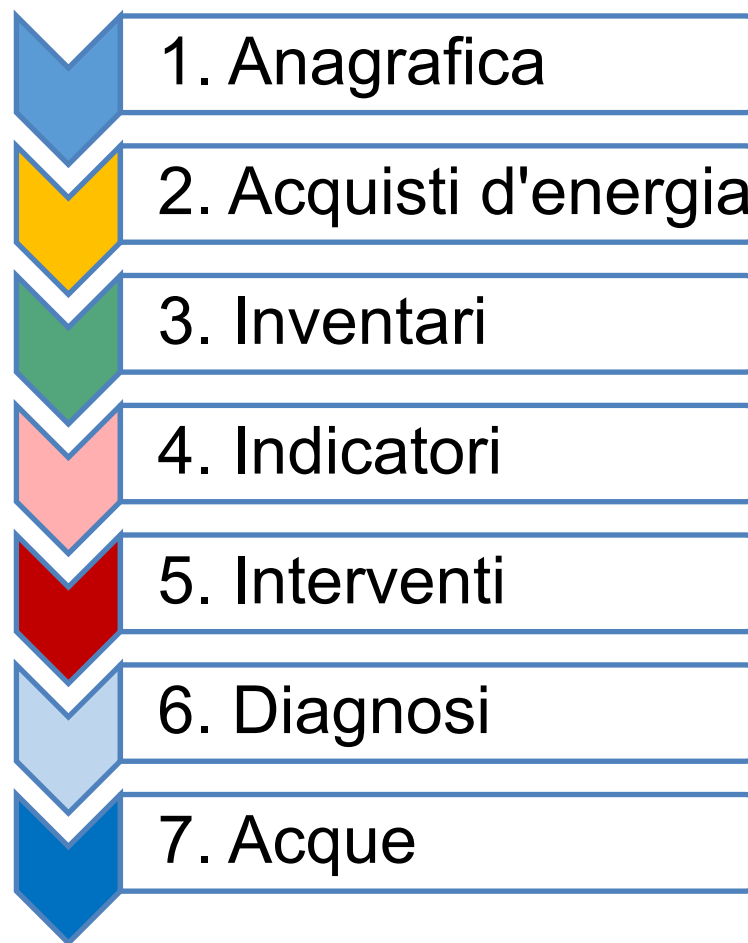 1. Anagrafica
2. Acquisti d'energia
3. Inventari
4. Indicatori
5. Interventi
6. Diagnosi
7. Acque